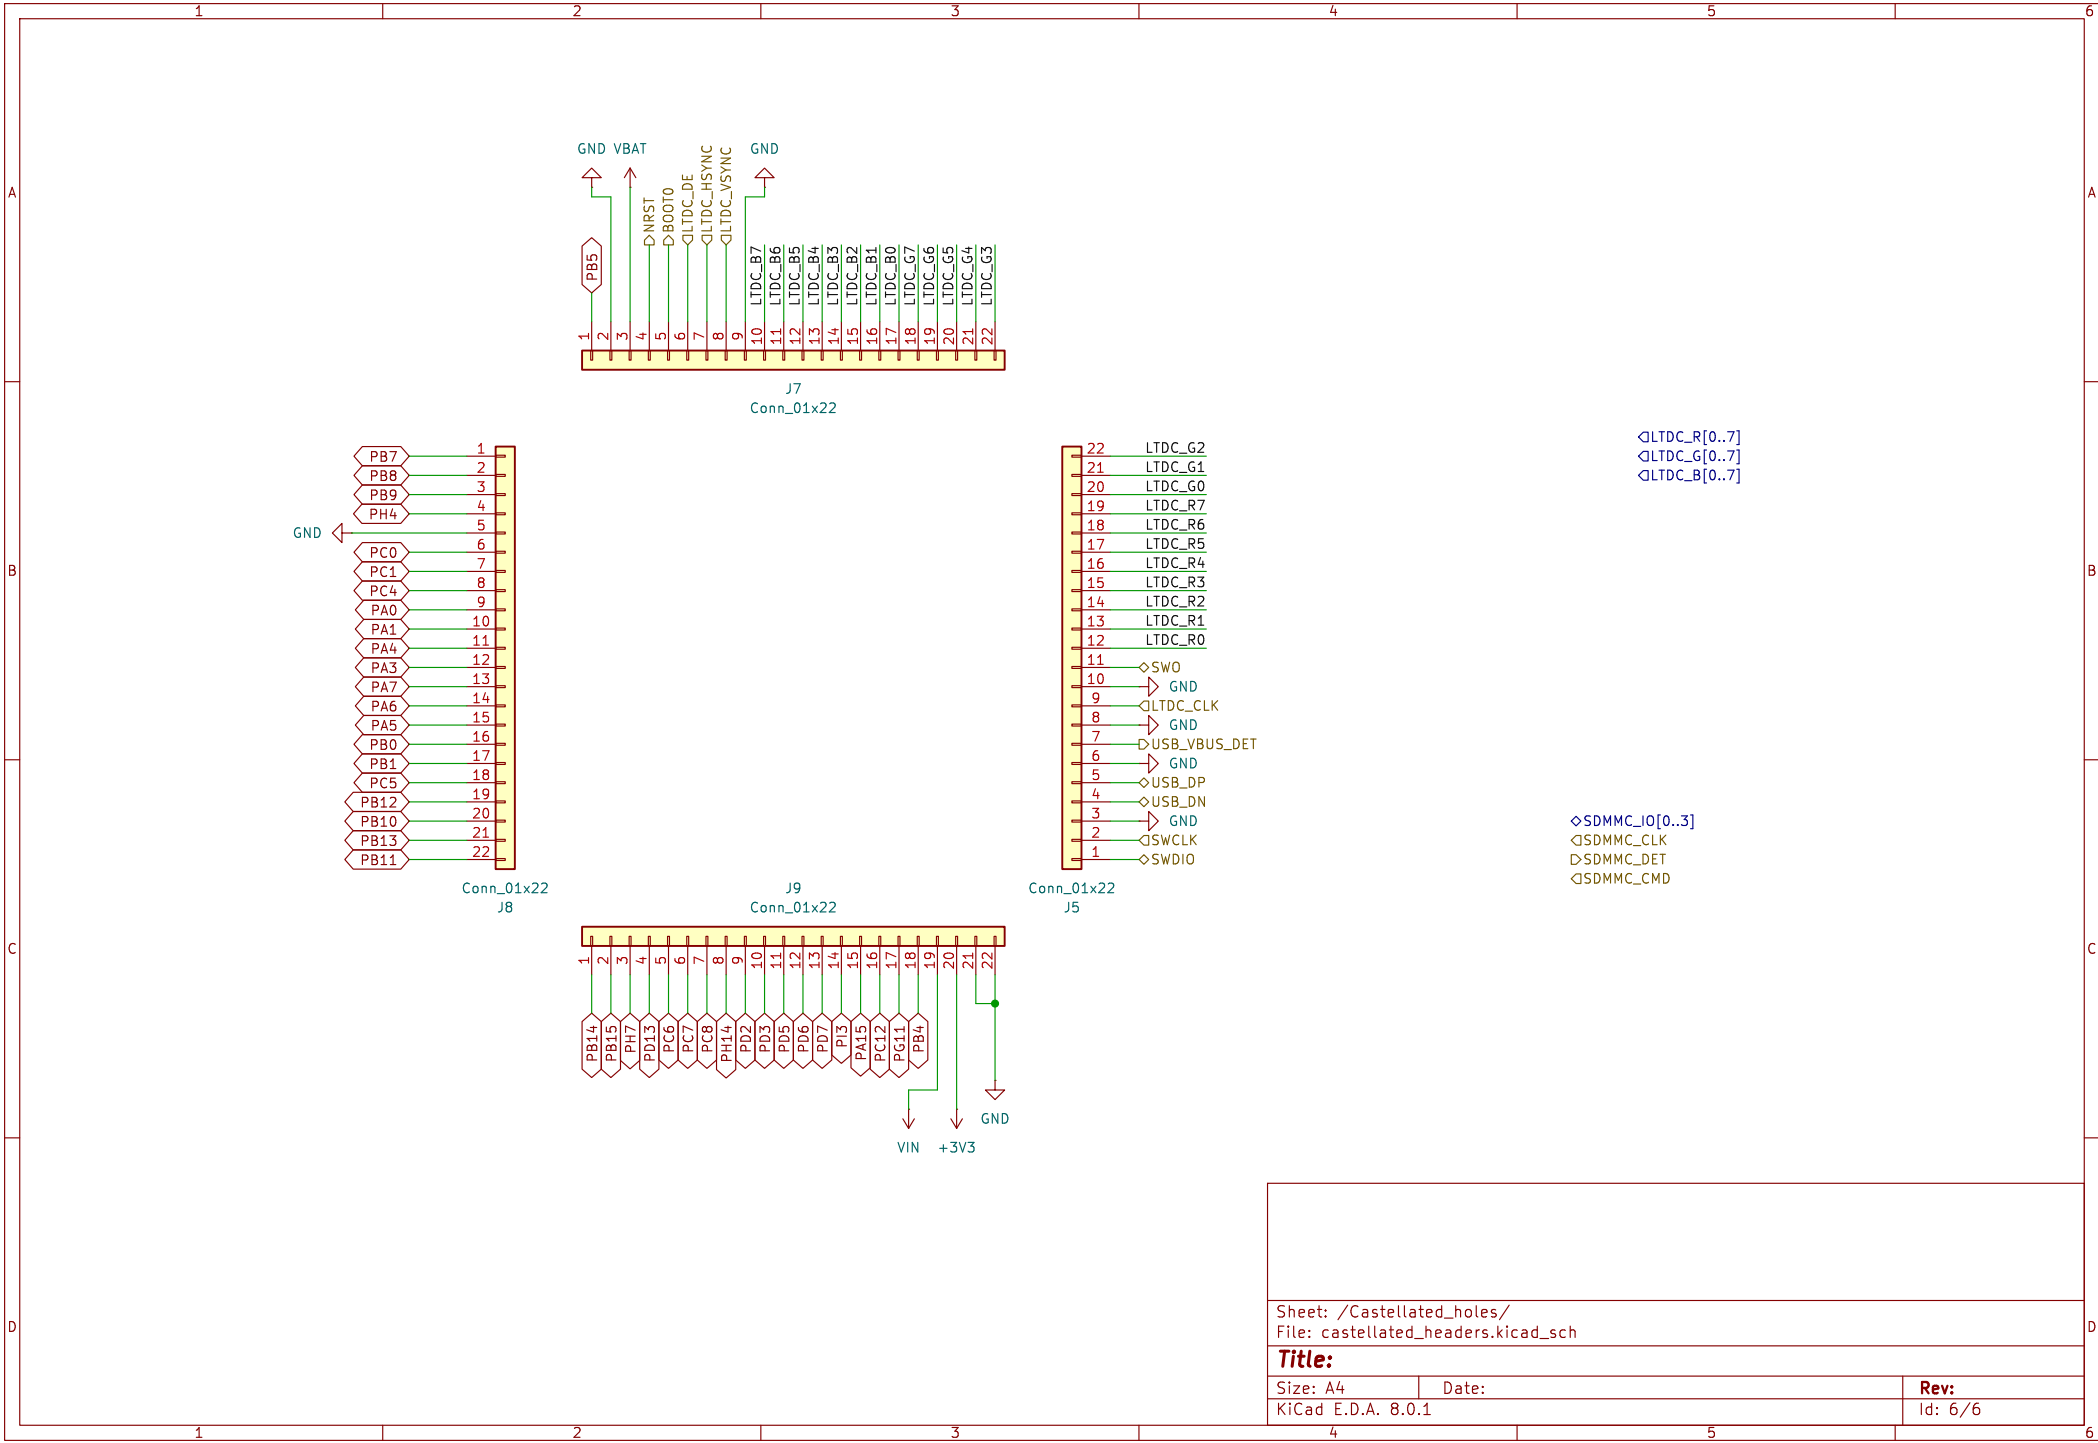 1 2 3 4 5 6
GND VBAT GND
A A
NRST
BOOT0
LTDC_DE
LTDC_HSYNC
LTDC_VSYNC
PB5
LTDC_B7
LTDC_B6
LTDC_B5
LTDC_B4
LTDC_B3
LTDC_B2
LTDC_B1
LTDC_B0
LTDC_G7
LTDC_G6
LTDC_G5
LTDC_G4
LTDC_G3
1 2 3 4 5 6 7 8 9 10 11 12 13 14 15 16 17 18 19 20 21 22
J7
Conn_01x22
PB7 1
PB8 2
PB9 3
PH4 4
GND 5
PC0 6
PC1 7
PC4 8
PA0 9
PA1 10
PA4 11
PA3 12
PA7 13
PA6 14
PA5 15
PB0 16
PB1 17
PC5 18
PB12 19
PB10 20
PB13 21
PB11 22
Conn_01x22
J8
22 LTDC_G2
21 LTDC_G1
20 LTDC_G0
19 LTDC_R7
18 LTDC_R6
17 LTDC_R5
16 LTDC_R4
15 LTDC_R3
14 LTDC_R2
13 LTDC_R1
12 LTDC_R0
11 SWO
10 GND
9 LTDC_CLK
8 GND
7 USB_VBUS_DET
6 GND
5 USB_DP
4 USB_DN
3 GND
2 SWCLK
1 SWDIO
Conn_01x22
J5
LTDC_R[0..7]
LTDC_G[0..7]
LTDC_B[0..7]
B B
SDMMC_IO[0..3]
SDMMC_CLK
SDMMC_DET
SDMMC_CMD
J9
Conn_01x22
C C
1 2 3 4 5 6 7 8 9 10 11 12 13 14 15 16 17 18 19 20 21 22
PB14
PB15
PH7
PD13
PC6
PC7
PC8
PH14
PD2
PD3
PD5
PD6
PD7
PI3
PA15
PC12
PG11
PB4
GND
VIN +3V3
D D
Sheet: /Castellated_holes/
File: castellated_headers.kicad_sch
Title:
Size: A4 Date: Rev:
KiCad E.D.A. 8.0.1 Id: 6/6
1 2 3 4 5 6